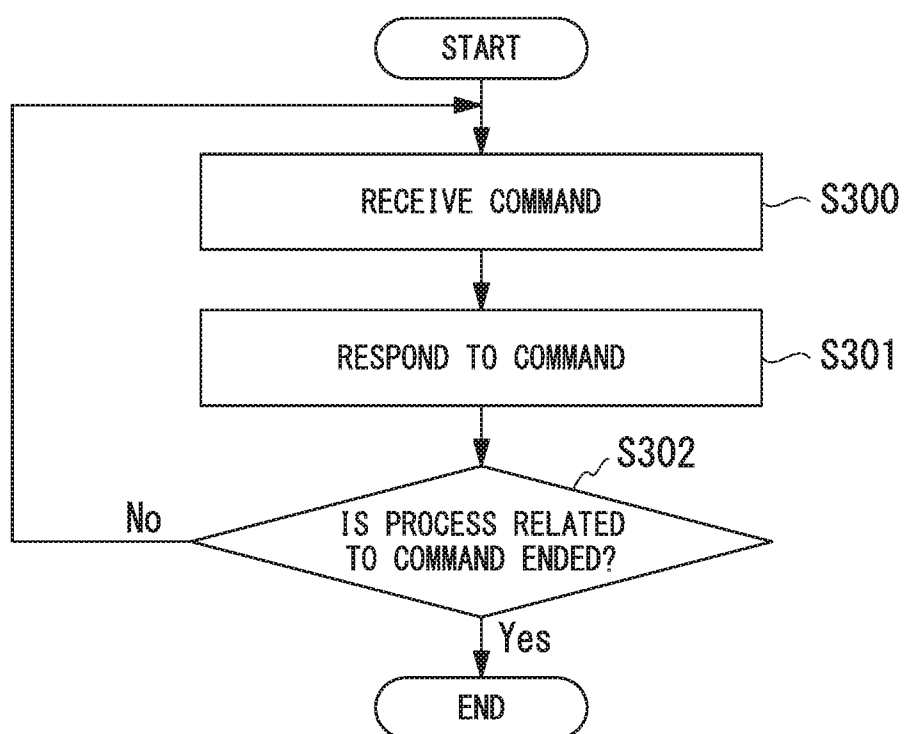 START
RECEIVE COMMAND
S300
RESPOND TO COMMAND
S301
S302
No
IS PROCESS RELATED
TO COMMAND ENDED?
Yes
END